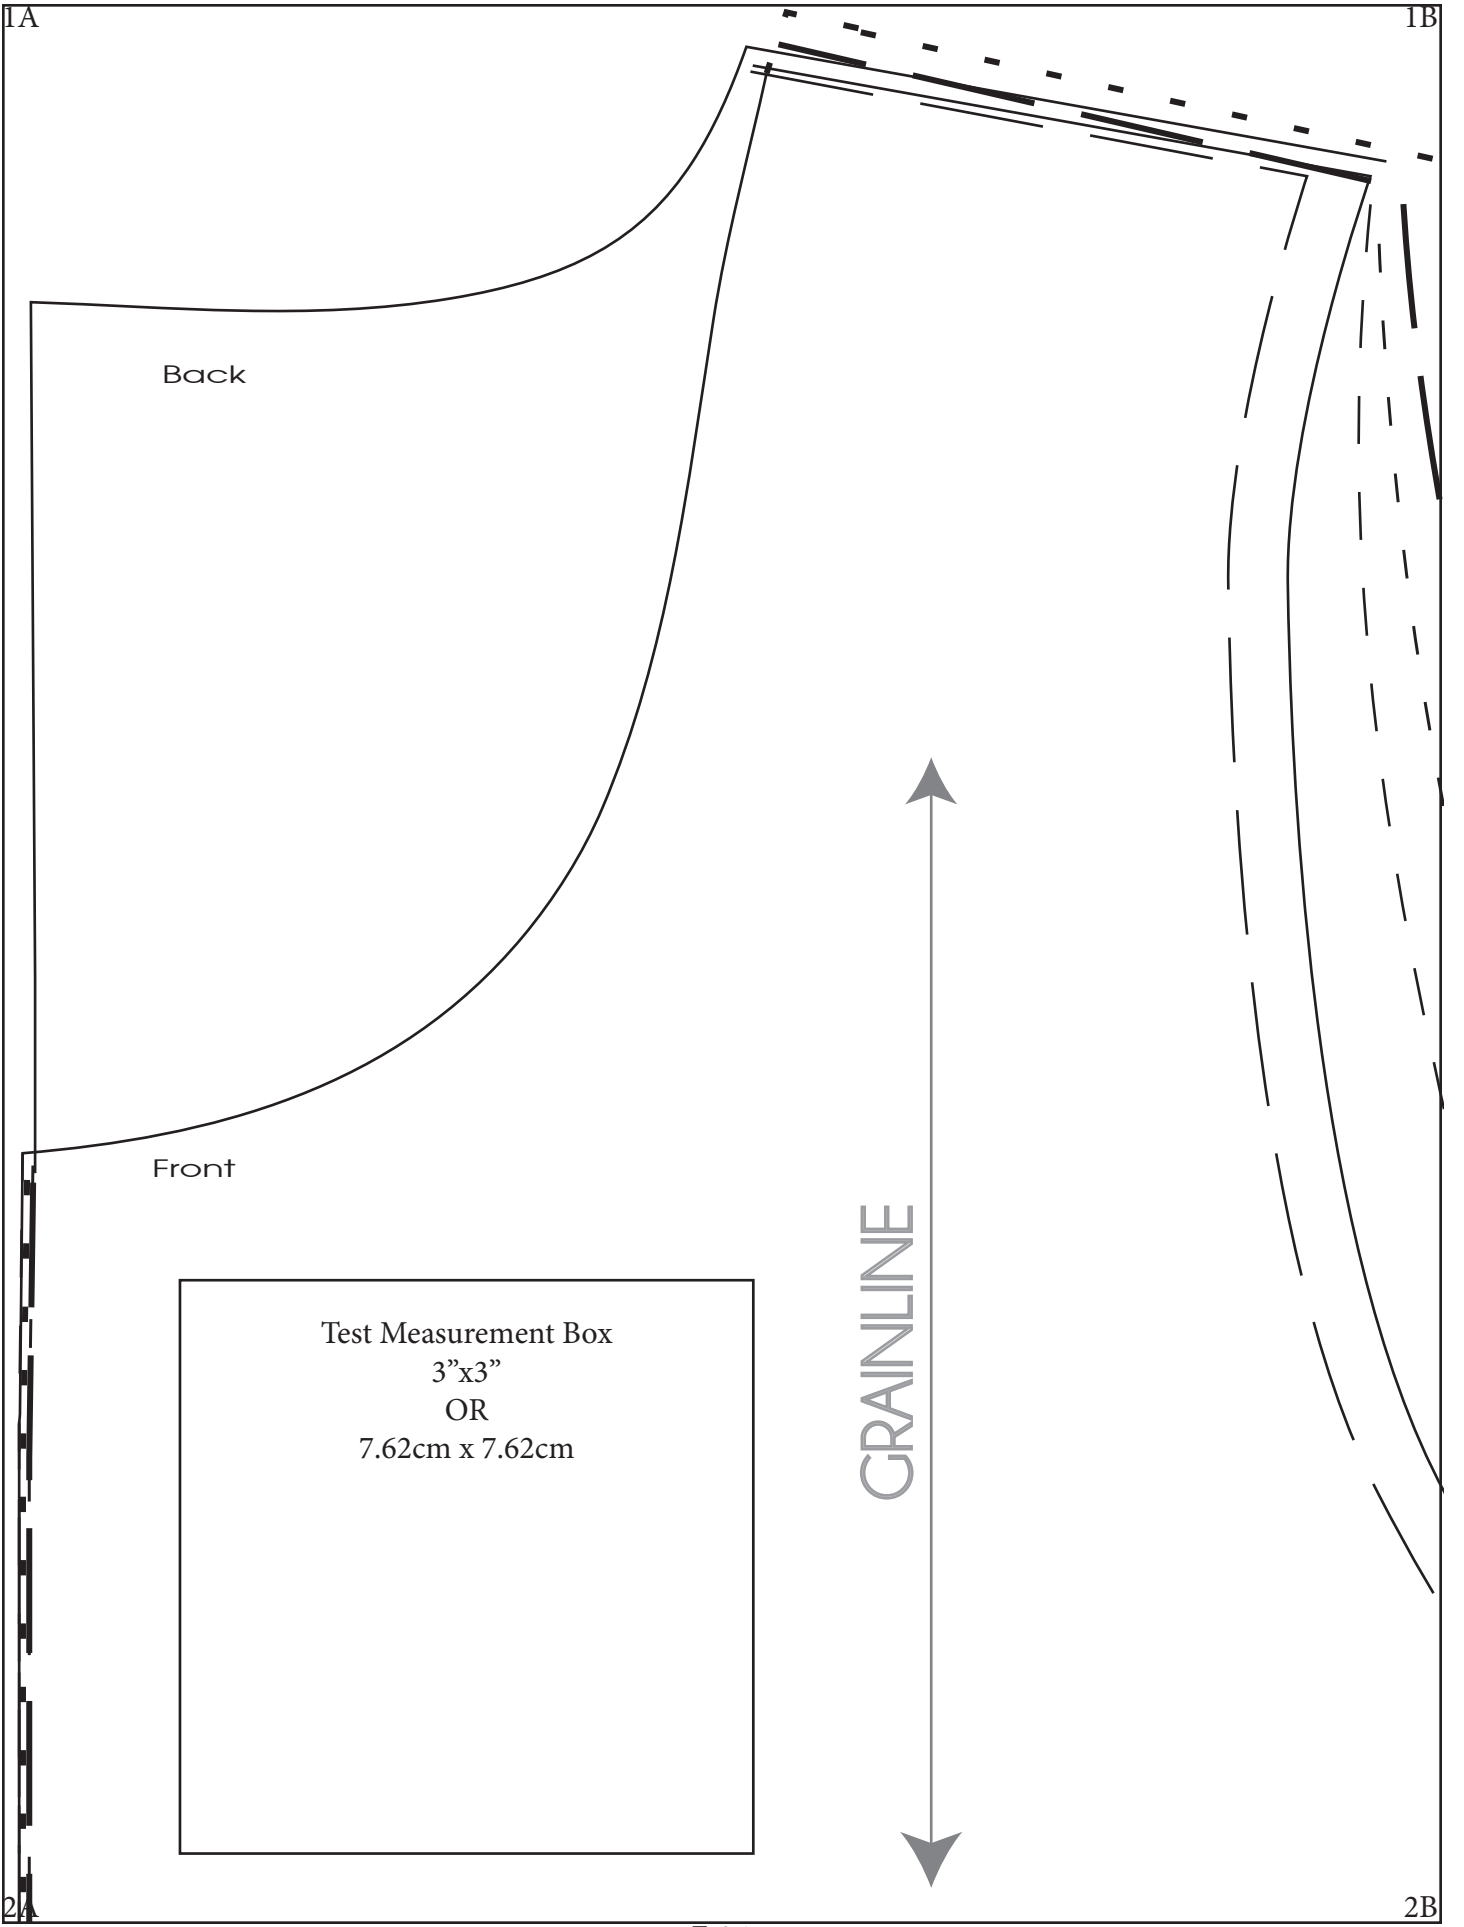 1A
1B
Back
Front
Test Measurement Box
3”x3”
OR
7.62cm x 7.62cm
GRAINLINE
2A
2B